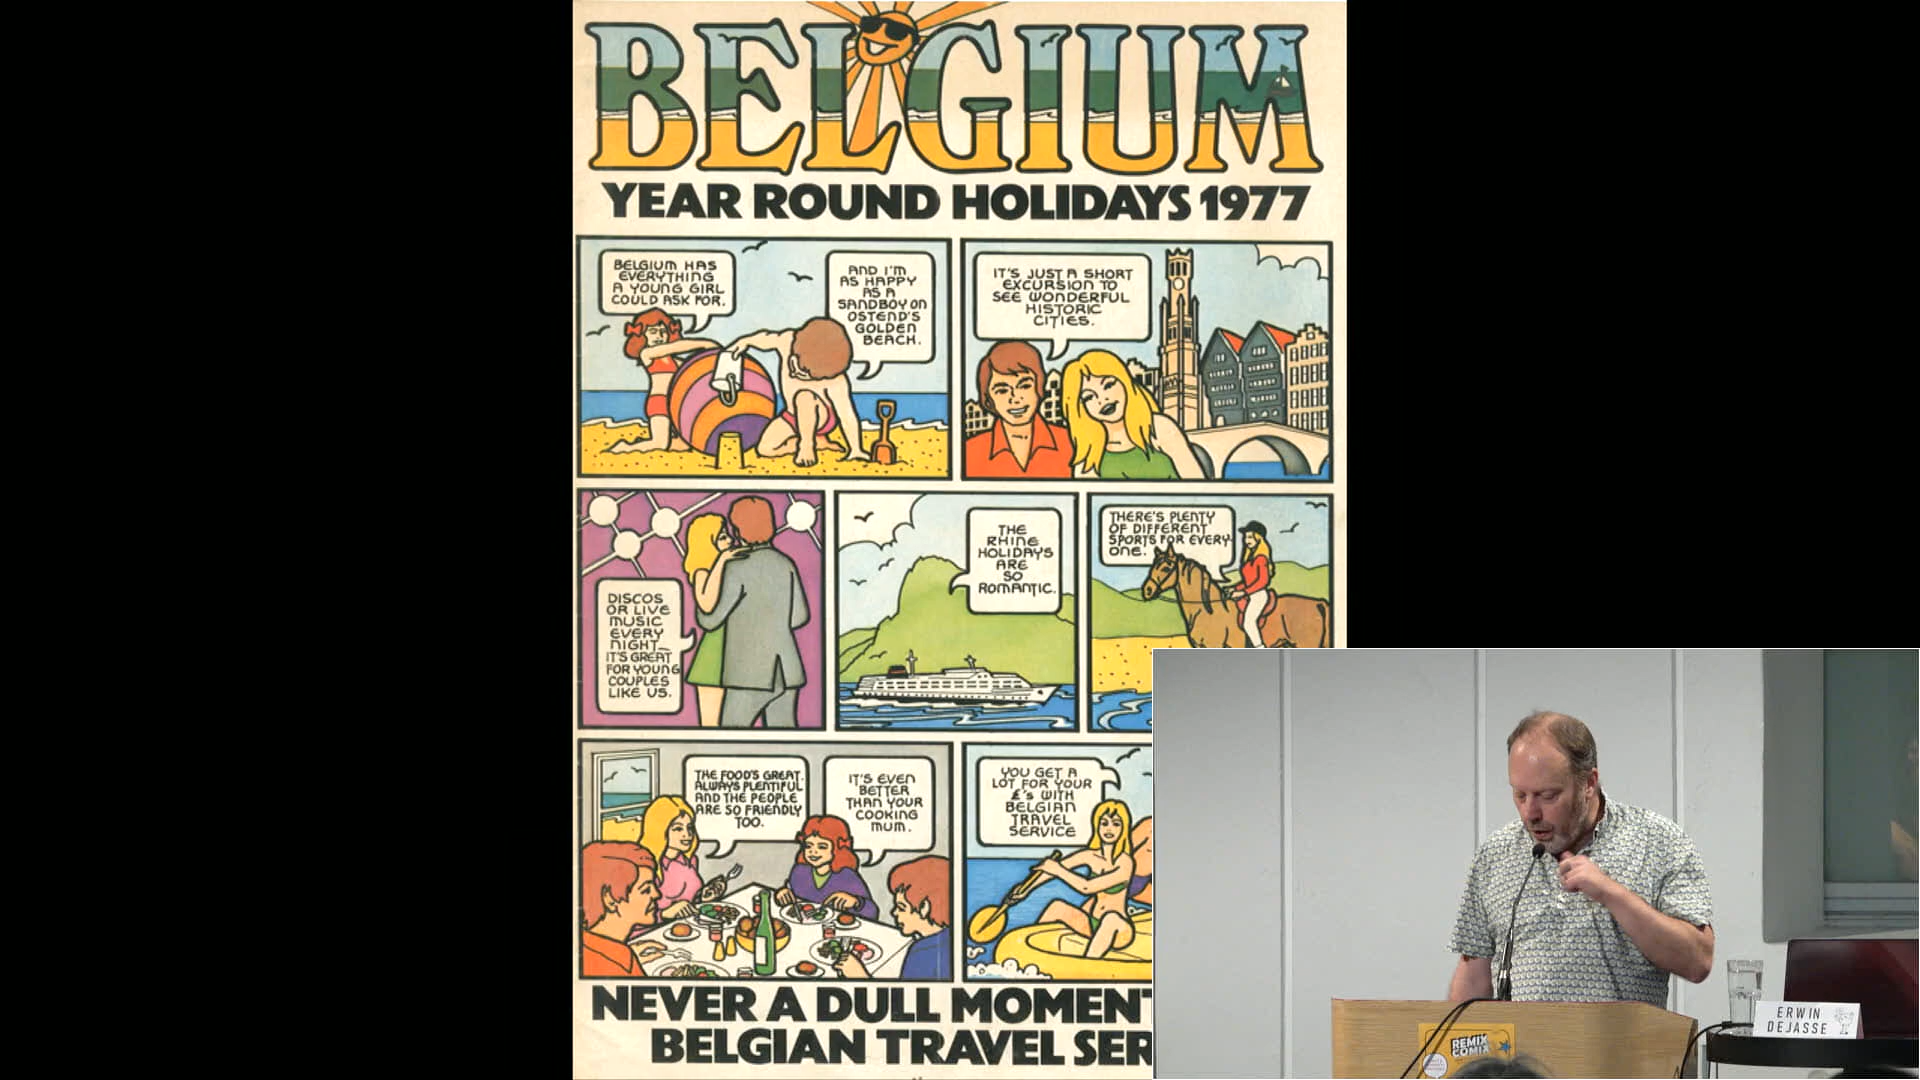 BELGIUM
YEAR ROUND HOLIDAYS 1977
BELGIUM HAS
EVERYTHING
A YOUNG GIRL
COULD ASK FOR.
AND I'M
AS HAPPY
AS A
SANDBOY ON
OSTEND'S
GOLDEN
BEACH.
IT'S JUST A SHORT
EXCURSION TO
SEE WONDERFUL
HISTORIC
CITIES.
DISCOS
OR LIVE
MUSIC
EVERY
NIGHT_
IT'S GREAT
FOR YOUNG
COUPLES
LIKE US.
THE
RHINE
HOLIDAYS
ARE
SO
ROMANTIC.
THERE'S PLENTY
OF DIFFERENT
SPORTS FOR EVERY-
ONE.
THE FOOD'S GREAT.
ALWAYS PLENTIFUL
AND THE PEOPLE
ARE SO FRIENDLY
TOO.
IT'S EVEN
BETTER
THAN YOUR
COOKING
MUM.
YOU GET A
LOT FOR YOUR
£'S WITH
BELGIAN
TRAVEL
SERVICE
NEVER A DULL MOMENT
BELGIAN TRAVEL SER
ERWIN
DEJASSE
REMIX
COMIX